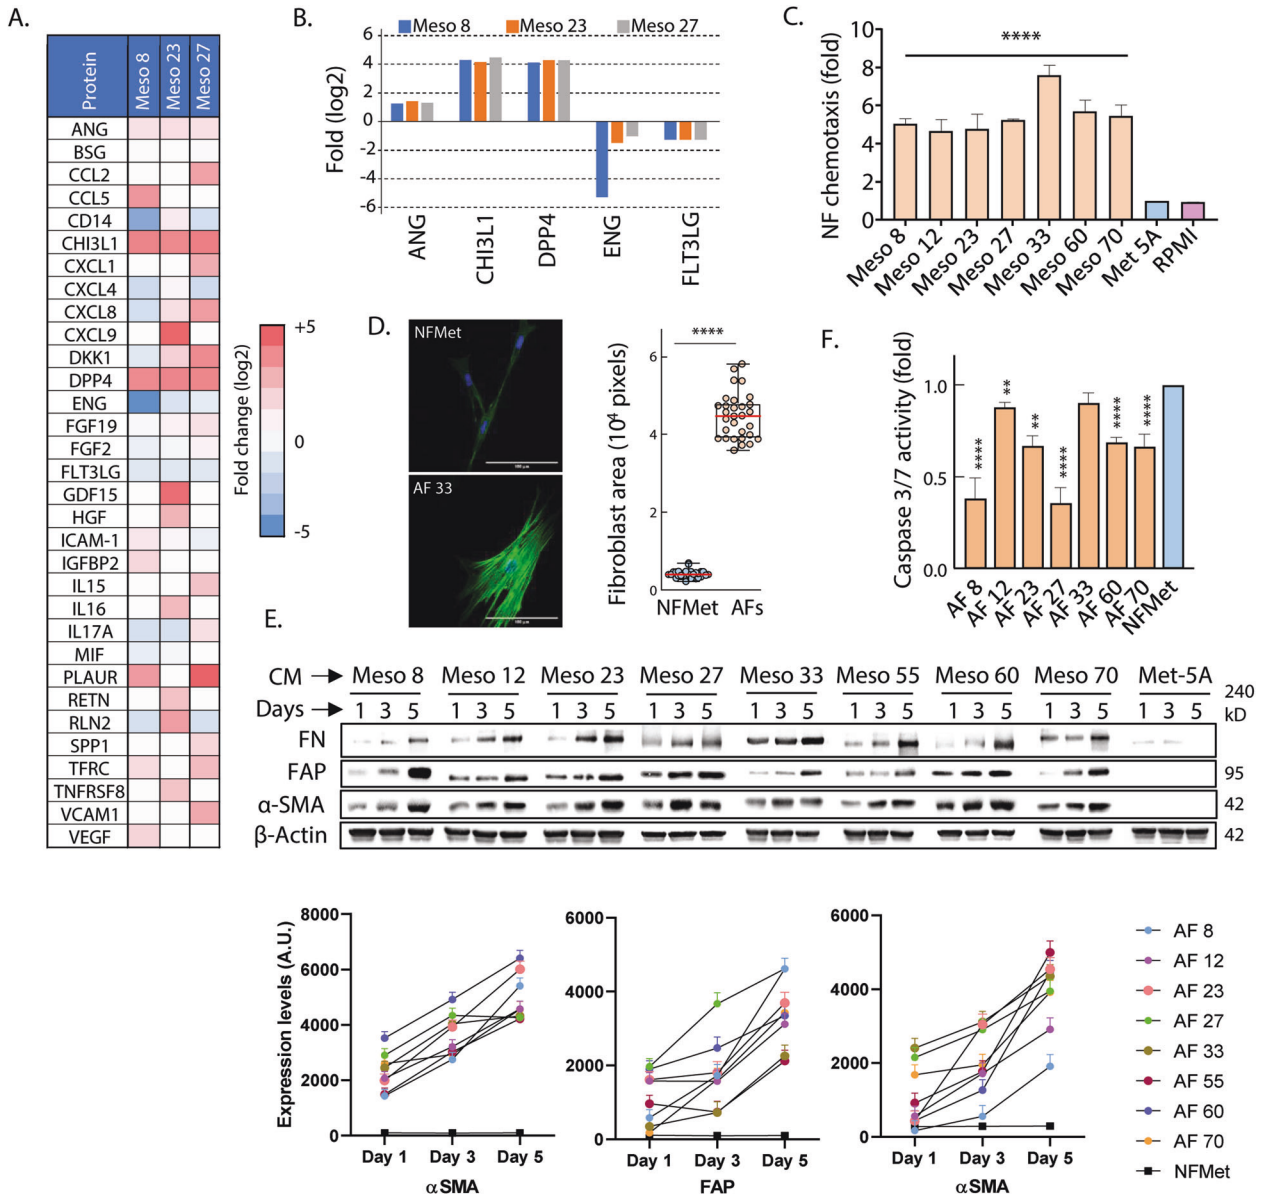 A.
Protein Meso 8 Meso 23 Meso 27
ANG
BSG
CCL2
CCL5
CD14
CHI3L1
CXCL1
CXCL4
CXCL8
CXCL9
DKK1
DPP4
ENG
FGF19
FGF2
FLT3LG
GDF15
HGF
ICAM-1
IGFBP2
IL15
IL16
IL17A
MIF
PLAUR
RETN
RLN2
SPP1
TFRC
TNFRSF8
VCAM1
VEGF
+5
0
-5
Fold change (log2)
B.
Meso 8 Meso 23 Meso 27
Fold (log2)
6
4
2
0
-2
-4
-6
ANG CHI3L1 DPP4 ENG FLT3LG
C.
****
NF chemotaxis (fold)
10
8
6
4
2
0
Meso 8 Meso 12 Meso 23 Meso 27 Meso 33 Meso 60 Meso 70 Met 5A RPMI
D.
NFMet
100 μm
AF 33
100 μm
****
Fibroblast area (10⁴ pixels)
6
4
2
0
NFMet AFs
F.
Caspase 3/7 activity (fold)
1.0
0.5
0.0
**** ** ** **** **** ****
AF 8 AF 12 AF 23 AF 27 AF 33 AF 60 AF 70 NFMet
E.
CM → Meso 8 Meso 12 Meso 23 Meso 27 Meso 33 Meso 55 Meso 60 Meso 70 Met-5A
Days → 1 3 5 1 3 5 1 3 5 1 3 5 1 3 5 1 3 5 1 3 5 1 3 5 1 3 5
240
kD
FN
FAP 95
α-SMA 42
β-Actin 42
Expression levels (A.U.)
8000
6000
4000
2000
0
Day 1 Day 3 Day 5
αSMA
6000
4000
2000
0
Day 1 Day 3 Day 5
FAP
6000
4000
2000
0
Day 1 Day 3 Day 5
αSMA
AF 8
AF 12
AF 23
AF 27
AF 33
AF 55
AF 60
AF 70
NFMet